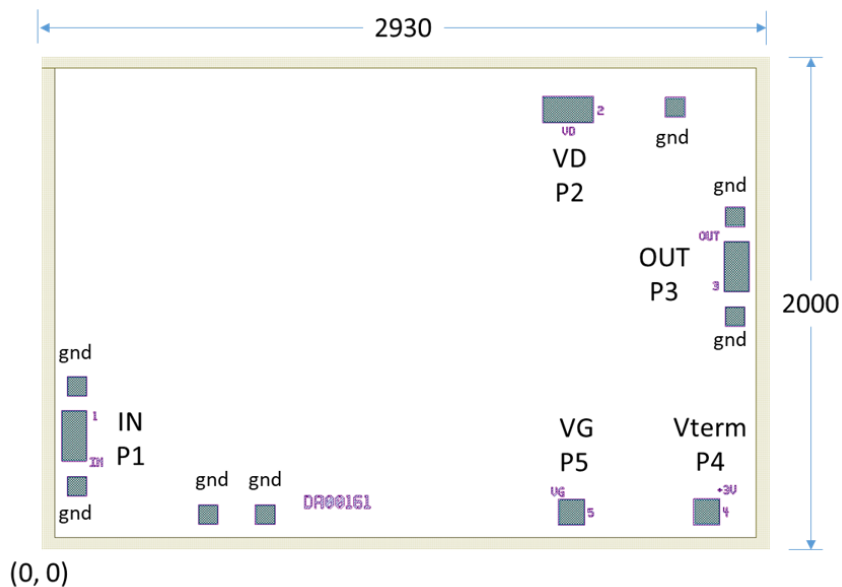 2930
2
VD
VD
P2
gnd
gnd
OUT
OUT
P3
3
gnd
2000
gnd
1
IN
IN
P1
gnd
gnd
gnd
DA00161
VG
P5
VG
5
Vterm
P4
+3V
4
(0, 0)